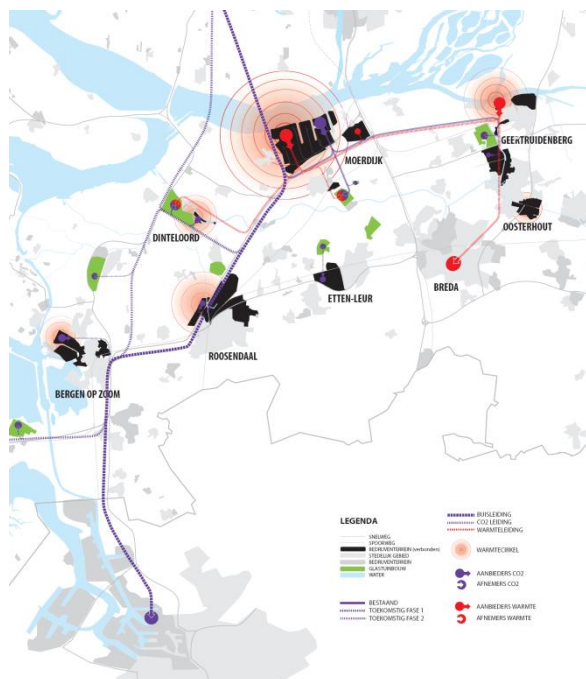 MOERDIJK
GEERTRUIDENBERG
OOSTERHOUT
DINTELOORD
BREDA
ETTEN-LEUR
ROOSENDAAL
BERGEN OP ZOOM
LEGENDA
SNELWEG
SPOORWEG
BEDRIJVENTERREIN (verbonden)
STEDELIJK GEBIED
BEDRIJVENTERREIN
GLASTUINBOUW
WATER
BESTAAND
TOEKOMSTIG FASE 1
TOEKOMSTIG FASE 2
BUISLEIDING
CO2 LEIDING
WARMTELEIDING
WARMTECIRKEL
AANBIEDERS CO2
AFNEMERS CO2
AANBIEDERS WARMTE
AFNEMERS WARMTE